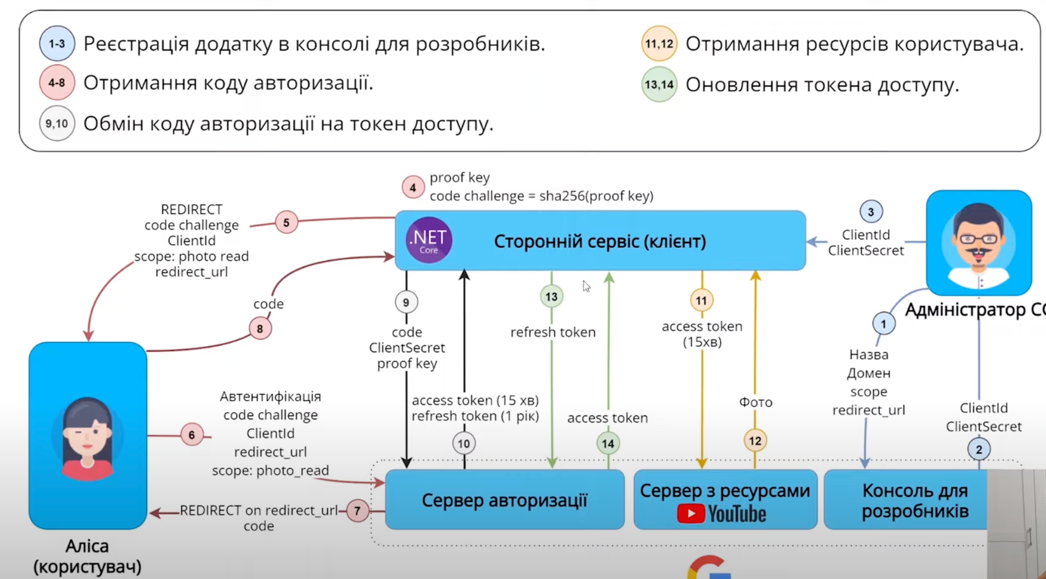 1-3 Реєстрація додатку в консолі для розробників.
4-8 Отримання коду авторизації.
9,10 Обмін коду авторизації на токен доступу.
11,12 Отримання ресурсів користувача.
13,14 Оновлення токена доступу.
4 proof key
code challenge = sha256(proof key)
5
REDIRECT
code challenge
ClientId
scope: photo read
redirect_url
.NET
Core
Сторонній сервіс (клієнт)
3
ClientId
ClientSecret
Адміністратор
code
8
9
code
ClientSecret
proof key
13
refresh token
11
access token
(15хв)
1
Назва
Домен
scope
redirect_url
Автентифікація
code challenge
ClientId
redirect_url
scope: photo_read
6
access token (15 хв)
refresh token (1 рік)
10
access token
14
Фото
12
ClientId
ClientSecret
2
REDIRECT on redirect_url
code
7
Сервер авторизації
Сервер з ресурсами
YouTube
Консоль для
розробників
Аліса
(користувач)